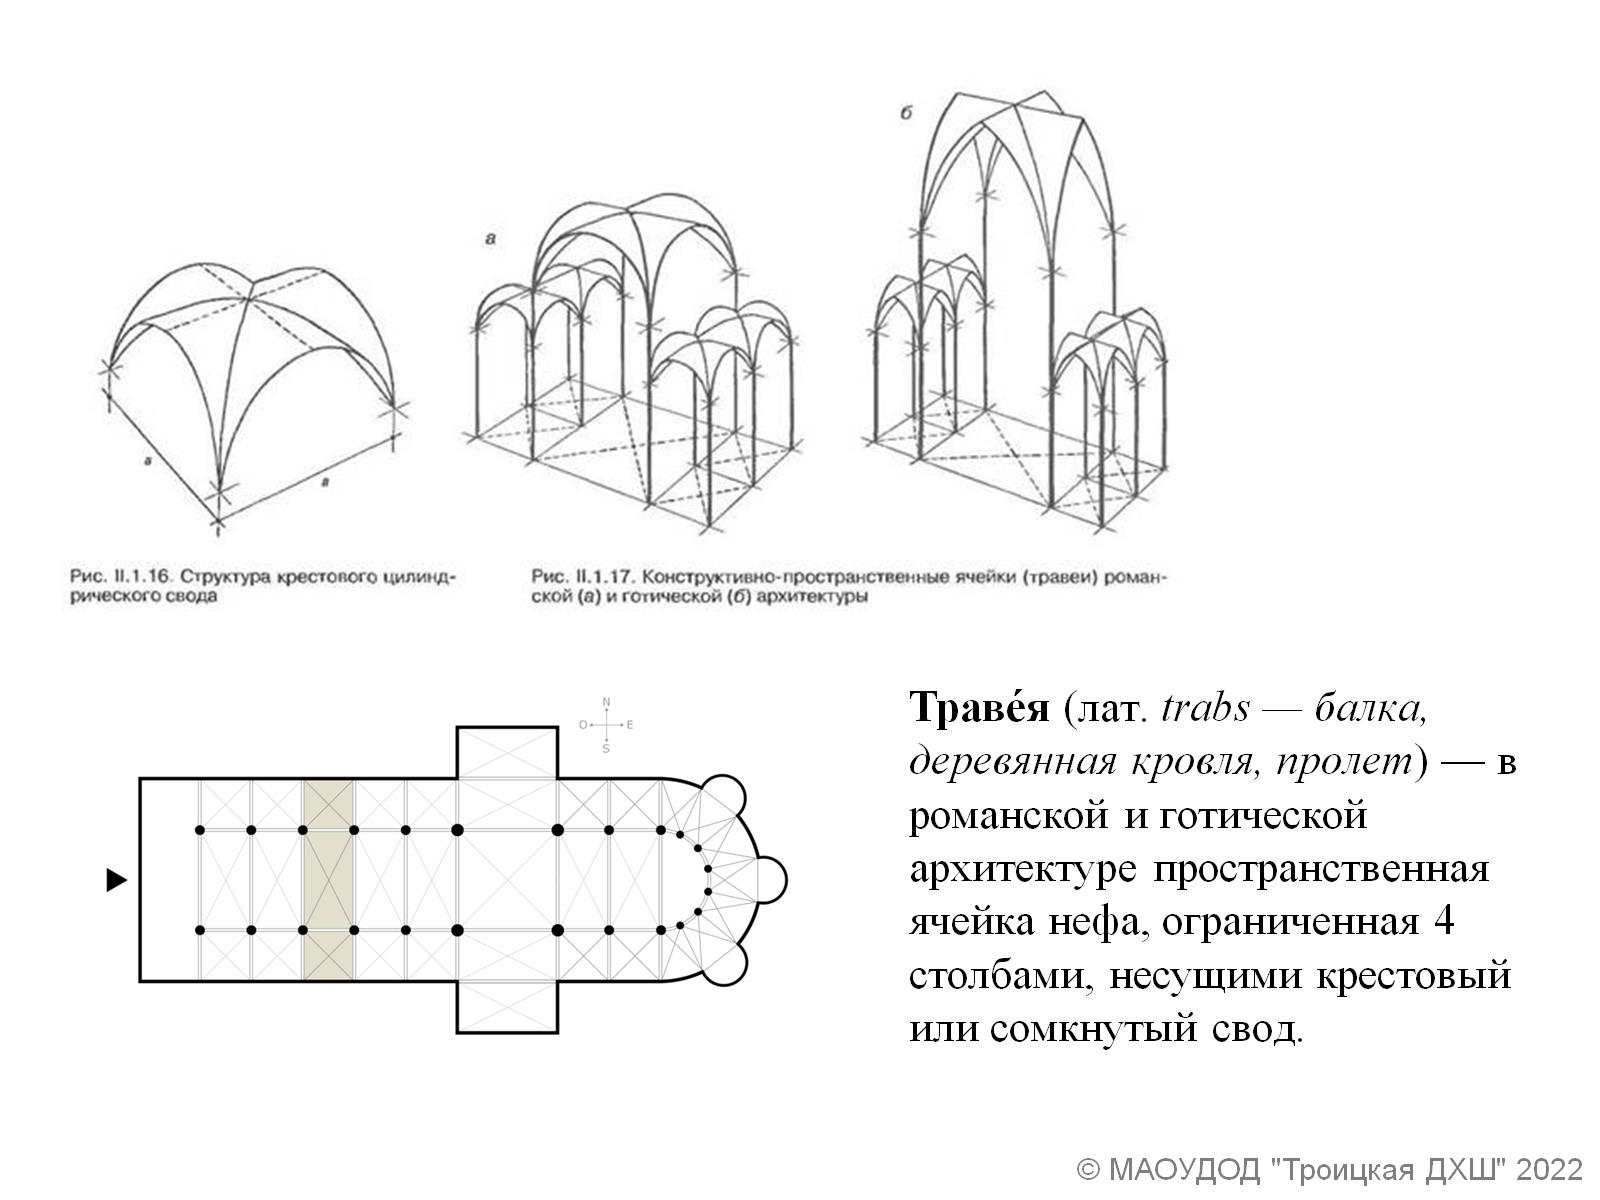 б
а
а
а
Рис. II.1.16. Структура крестового цилинд-
рического свода
Рис. II.1.17. Конструктивно-пространственные ячейки (травеи) роман-
ской (а) и готической (б) архитектуры
N
O
E
S
Траве́я (лат. trabs — балка,
деревянная кровля, пролет) — в
романской и готической
архитектуре пространственная
ячейка нефа, ограниченная 4
столбами, несущими крестовый
или сомкнутый свод.
© МАОУДОД "Троицкая ДХШ" 2022